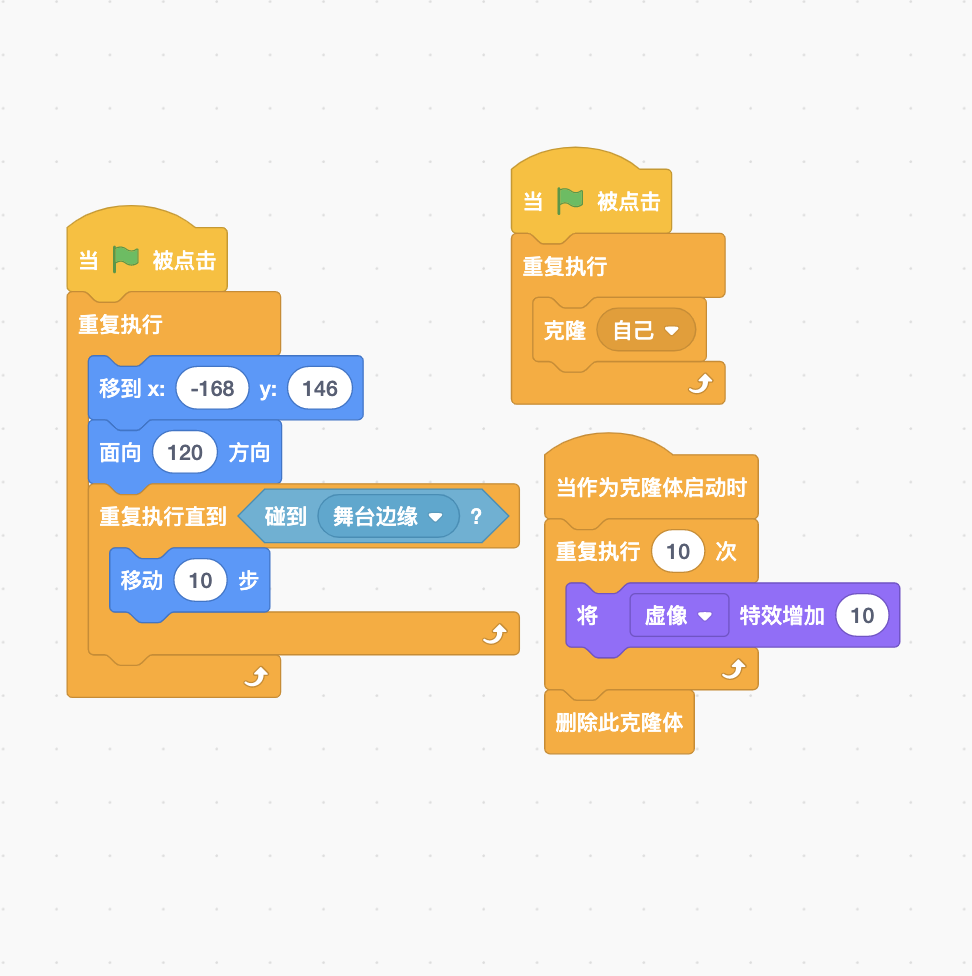 当 被点击
重复执行
移到 x: -168 y: 146
面向 120 方向
重复执行直到 碰到 舞台边缘 ?
移动 10 步
当 被点击
重复执行
克隆 自己
当作为克隆体启动时
重复执行 10 次
将 虚像 特效增加 10
删除此克隆体